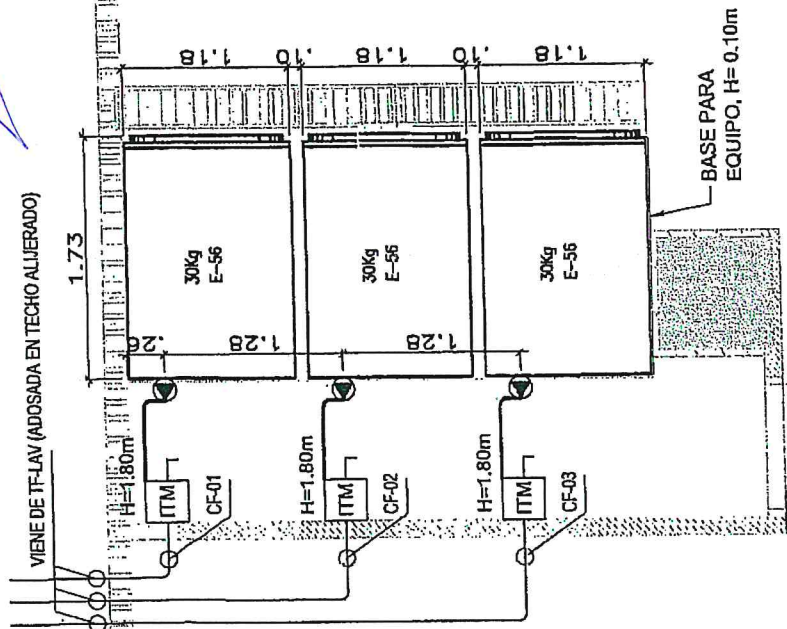 VIENE DE TF-LAV (ADOSADA EN TECHO ALIJERADO)
1.73
1.18
.10
1.18
.10
1.18
30Kg
E-56
30Kg
E-56
30Kg
E-56
.26
1.28
1.28
H=1.80m
ITM
CF-01
H=1.80m
ITM
CF-02
H=1.80m
ITM
CF-03
BASE PARA
EQUIPO, H= 0.10m